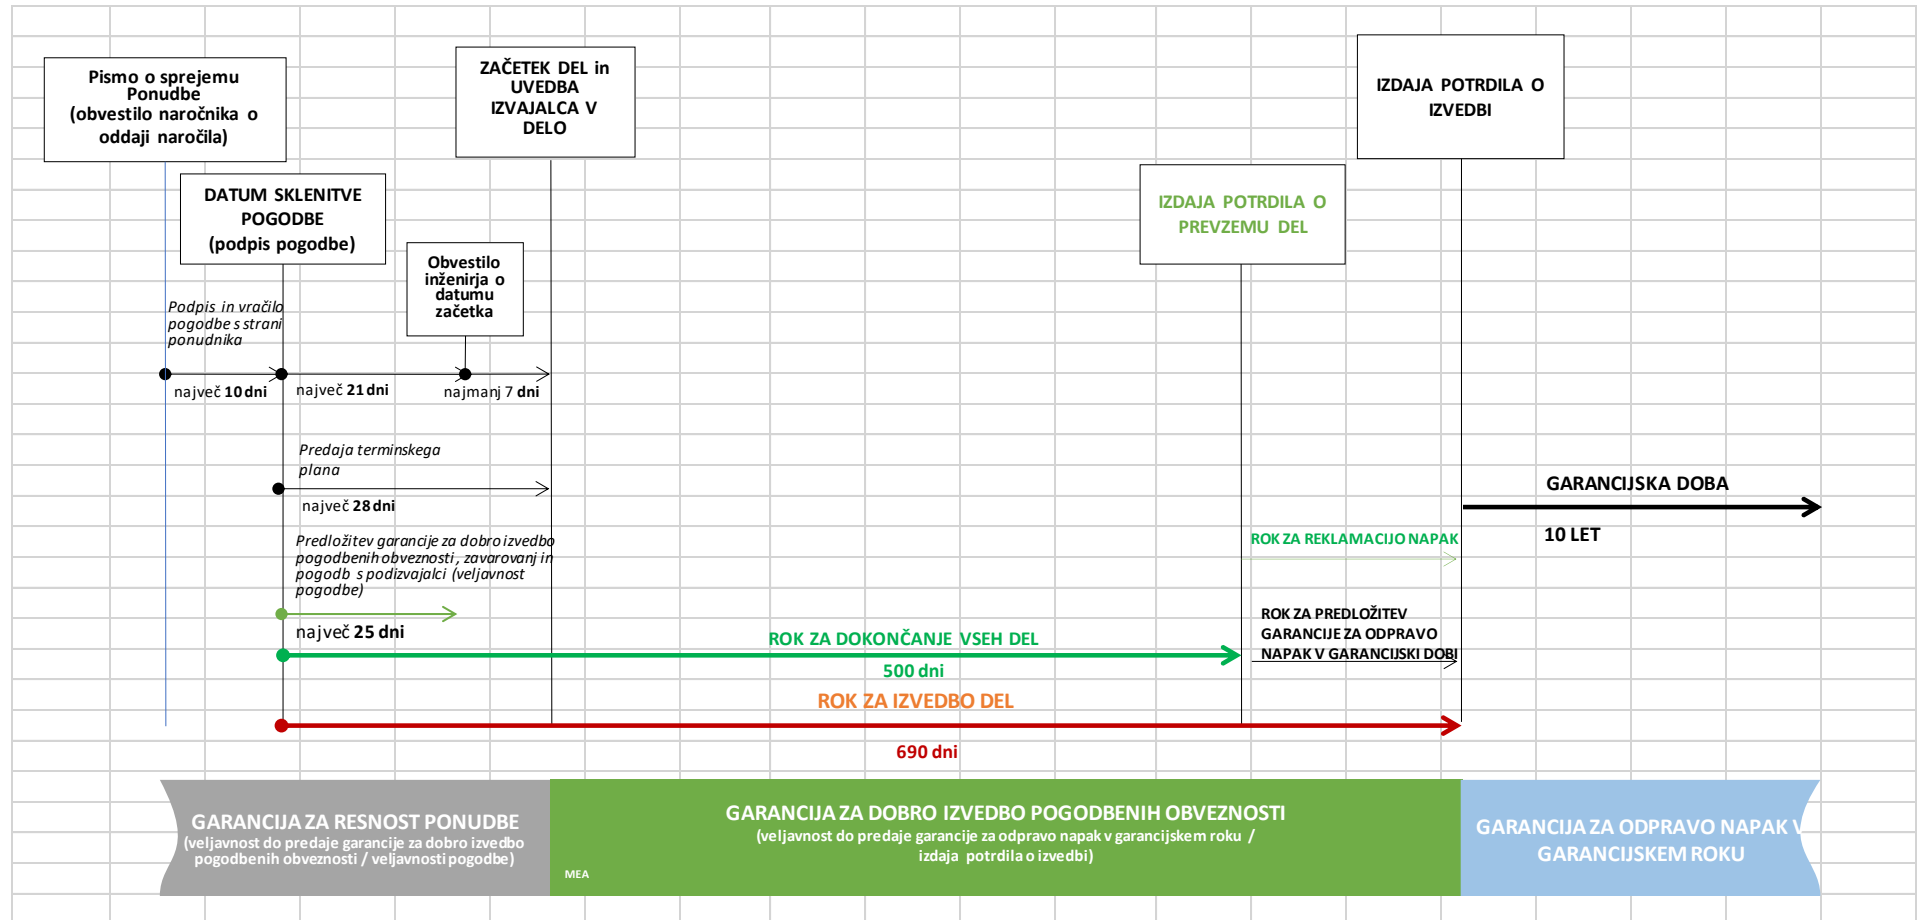 Pismo o sprejemu
Ponudbe
(obvestilo naročnika o
oddaji naročila)
ZAČETEK DEL in
UVEDBA
IZVAJALCA V
DELO
IZDAJA POTRDILA O
IZVEDBI
DATUM SKLENITVE
POGODBE
(podpis pogodbe)
IZDAJA POTRDILA O
PREVZEMU DEL
Obvestilo
inženirja o
datumu
začetka
Podpis in vračilo
pogodbe s strani
ponudnika
največ 10 dni
največ 21 dni
najmanj 7 dni
Predaja terminskega
plana
največ 28 dni
GARANCIJSKA DOBA
10 LET
Predložitev garancije za dobro izvedbo
pogodbenih obveznosti, zavarovanj in
pogodb s podizvajalci (veljavnost
pogodbe)
največ 25 dni
ROK ZA REKLAMACIJO NAPAK
ROK ZA PREDLOŽITEV
GARANCIJE ZA ODPRAVO
NAPAK V GARANCIJSKI DOBI
ROK ZA DOKONČANJE VSEH DEL
500 dni
ROK ZA IZVEDBO DEL
690 dni
GARANCIJA ZA RESNOST PONUDBE
(veljavnost do predaje garancije za dobro izvedbo
pogodbenih obveznosti / veljavnosti pogodbe)
GARANCIJA ZA DOBRO IZVEDBO POGODBENIH OBVEZNOSTI
(veljavnost do predaje garancije za odpravo napak v garancijskem roku /
izdaja potrdila o izvedbi)
MEA
GARANCIJA ZA ODPRAVO NAPAK V
GARANCIJSKEM ROKU